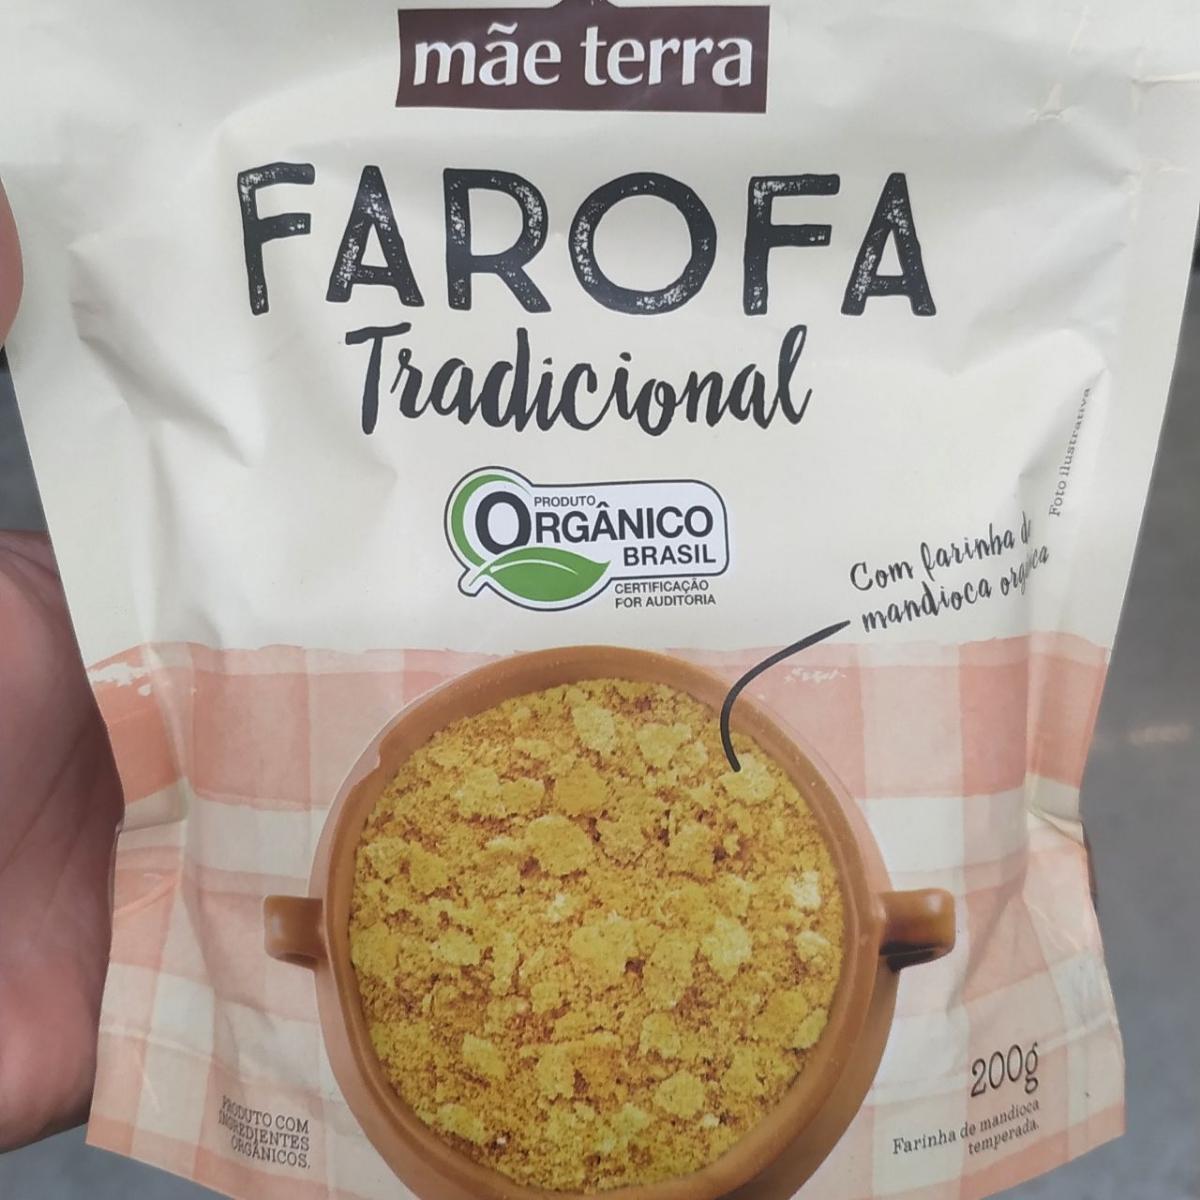 mãe terra
FAROFA
Tradicional
PRODUTO
ORGÂNICO
BRASIL
CERTIFICAÇÃO
FOR AUDITORIA
Foto ilustrativa
Com farinha de
mandioca orgânica
200g
Farinha de mandioca
temperada.
PRODUTO COM
INGREDIENTES
ORGÂNICOS.